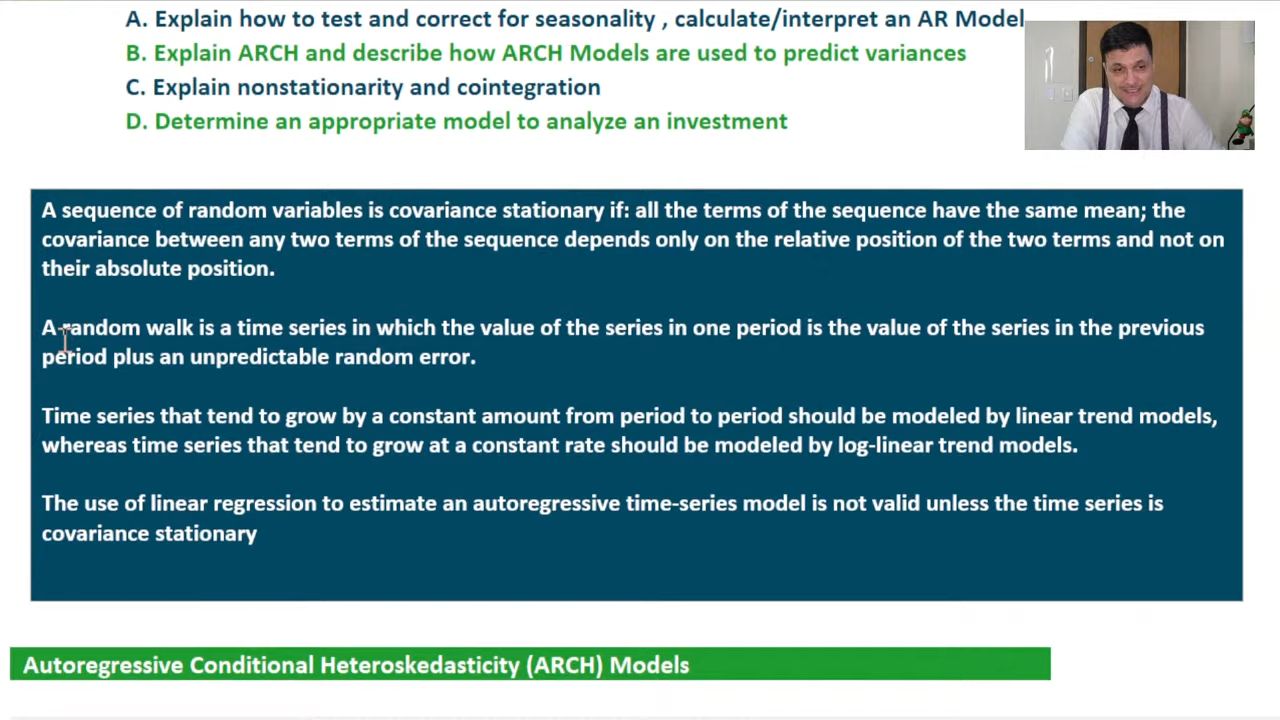 A. Explain how to test and correct for seasonality , calculate/interpret an AR Model
B. Explain ARCH and describe how ARCH Models are used to predict variances
C. Explain nonstationarity and cointegration
D. Determine an appropriate model to analyze an investment
A sequence of random variables is covariance stationary if: all the terms of the sequence have the same mean; the
covariance between any two terms of the sequence depends only on the relative position of the two terms and not on
their absolute position.
A random walk is a time series in which the value of the series in one period is the value of the series in the previous
period plus an unpredictable random error.
Time series that tend to grow by a constant amount from period to period should be modeled by linear trend models,
whereas time series that tend to grow at a constant rate should be modeled by log-linear trend models.
The use of linear regression to estimate an autoregressive time-series model is not valid unless the time series is
covariance stationary
Autoregressive Conditional Heteroskedasticity (ARCH) Models